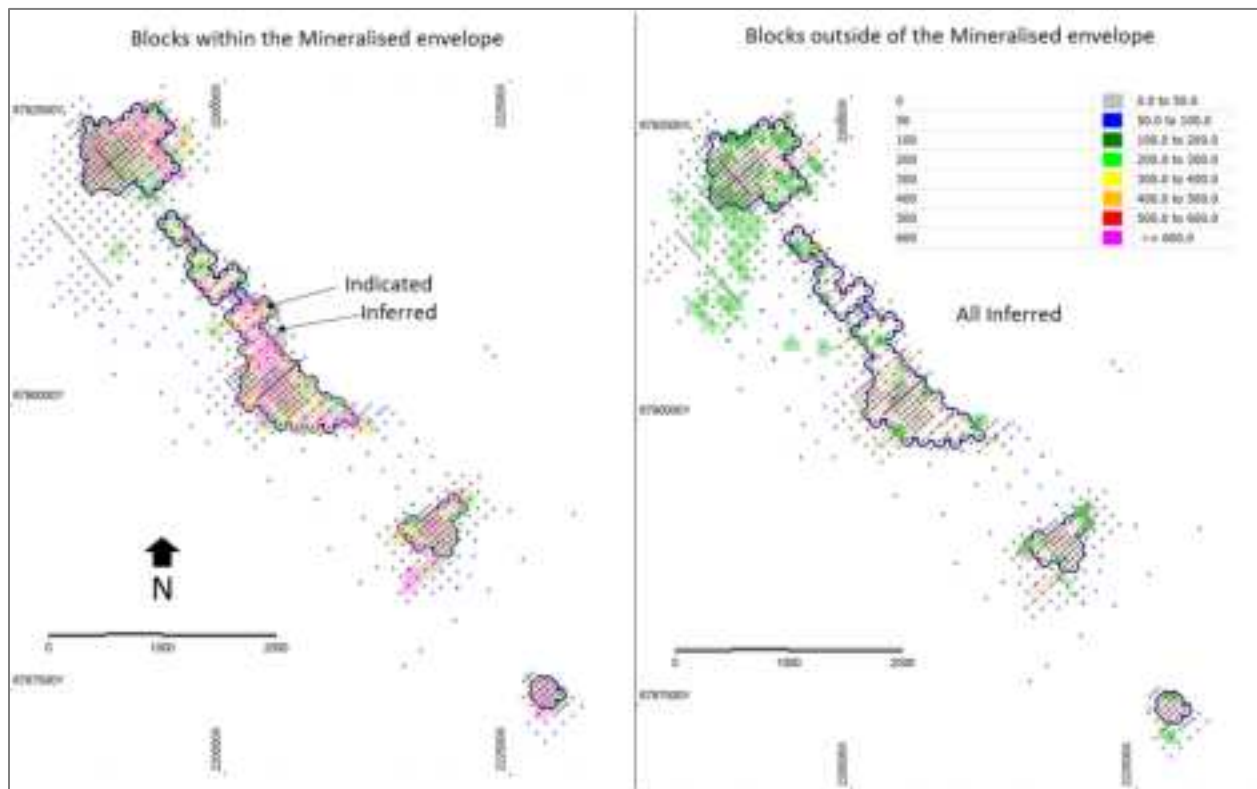 Blocks within the Mineralised envelope
Indicated
Inferred
N
0 1000 2000
Blocks outside of the Mineralised envelope
0 0.0 to 50.0
50 50.0 to 100.0
100 100.0 to 200.0
200 200.0 to 300.0
300 300.0 to 400.0
400 400.0 to 500.0
500 500.0 to 600.0
600 >= 600.0
All Inferred
0 1000 2000